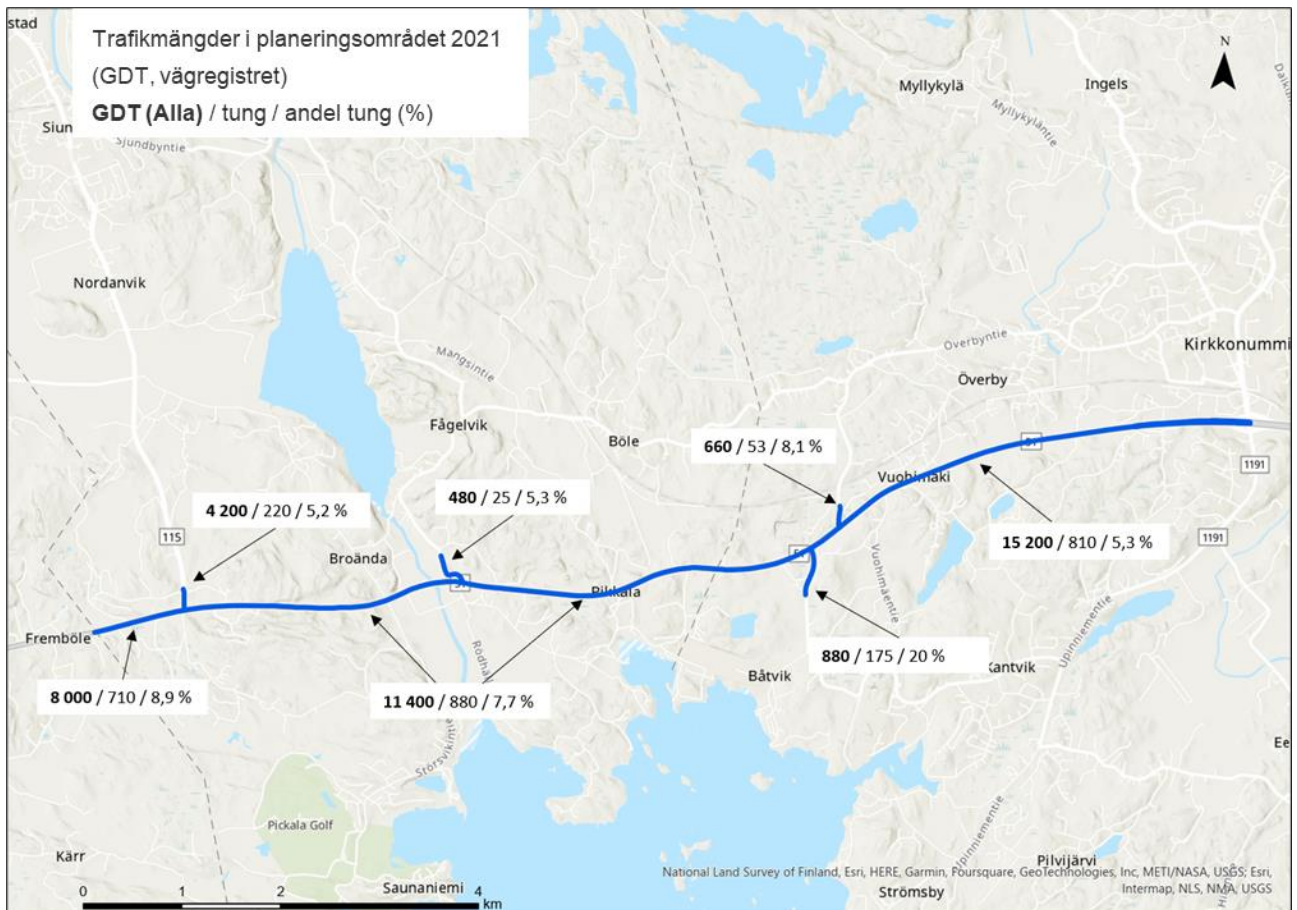 Trafikmängder i planeringsområdet 2021
(GDT, vägregistret)
GDT (Alla) / tung / andel tung (%)
stad
Siun
Sjundbyntie
Myllykylä
Myllykyläntie
Ingels
N
Nordanvik
Mangsintie
Överbyntie
Kirkkonummi
Överby
Fågelvik
Böle
660 / 53 / 8,1 %
Vuohimäki
51
1191
4 200 / 220 / 5,2 %
480 / 25 / 5,3 %
115
Broända
51
51
15 200 / 810 / 5,3 %
1191
Pikkala
Vuohimäentie
Upinniementie
Fremböle
880 / 175 / 20 %
8 000 / 710 / 8,9 %
11 400 / 880 / 7,7 %
Båtvik
Kantvik
Pickala Golf
Kärr
Saunaniemi
Pilvijärvi
Strömsby
Upinniementie
0 1 2 4
km
National Land Survey of Finland, Esri, HERE, Garmin, Foursquare, GeoTechnologies, Inc, METI/NASA, USGS; Esri,
Intermap, NLS, NMA, USGS